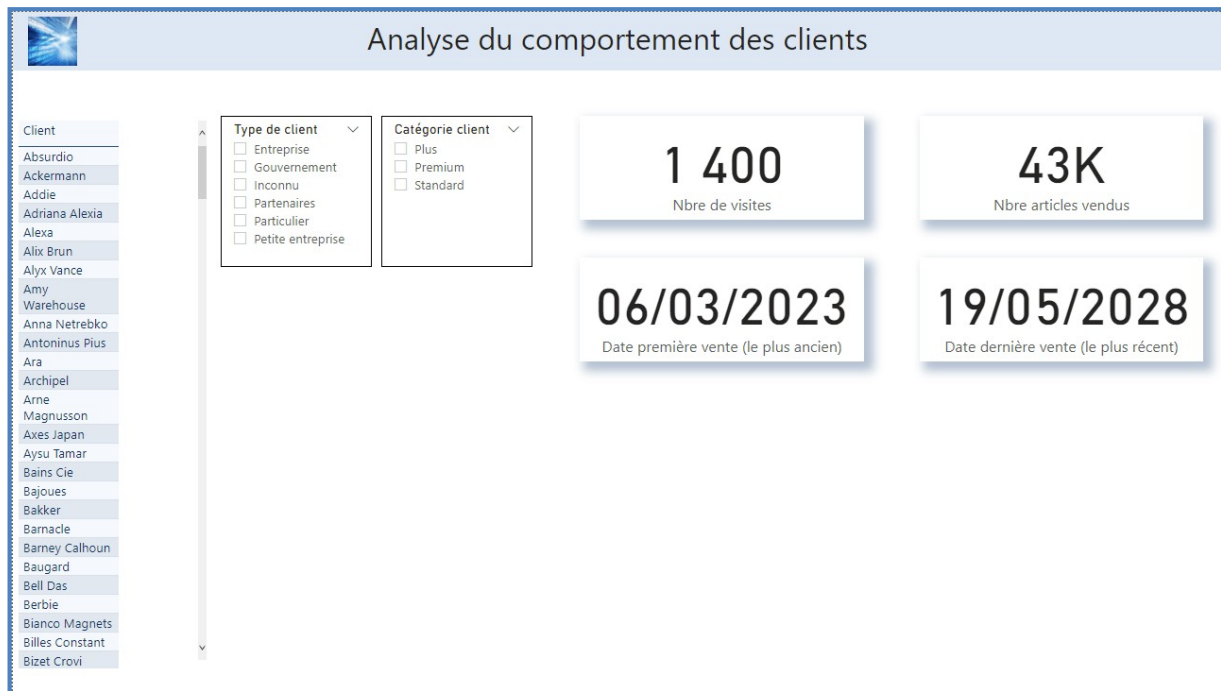 Analyse du comportement des clients
Client
Absurdio
Ackermann
Addie
Adriana Alexia
Alexa
Alix Brun
Alyx Vance
Amy
Warehouse
Anna Netrebko
Antoninus Pius
Ara
Archipel
Arne
Magnusson
Axes Japan
Aysu Tamar
Bains Cie
Bajoues
Bakker
Barnacle
Barney Calhoun
Baugard
Bell Das
Berbie
Bianco Magnets
Billes Constant
Bizet Crovi
Type de client
Entreprise
Gouvernement
Inconnu
Partenaires
Particulier
Petite entreprise
Catégorie client
Plus
Premium
Standard
1 400
Nbre de visites
43K
Nbre articles vendus
06/03/2023
Date première vente (le plus ancien)
19/05/2028
Date dernière vente (le plus récent)